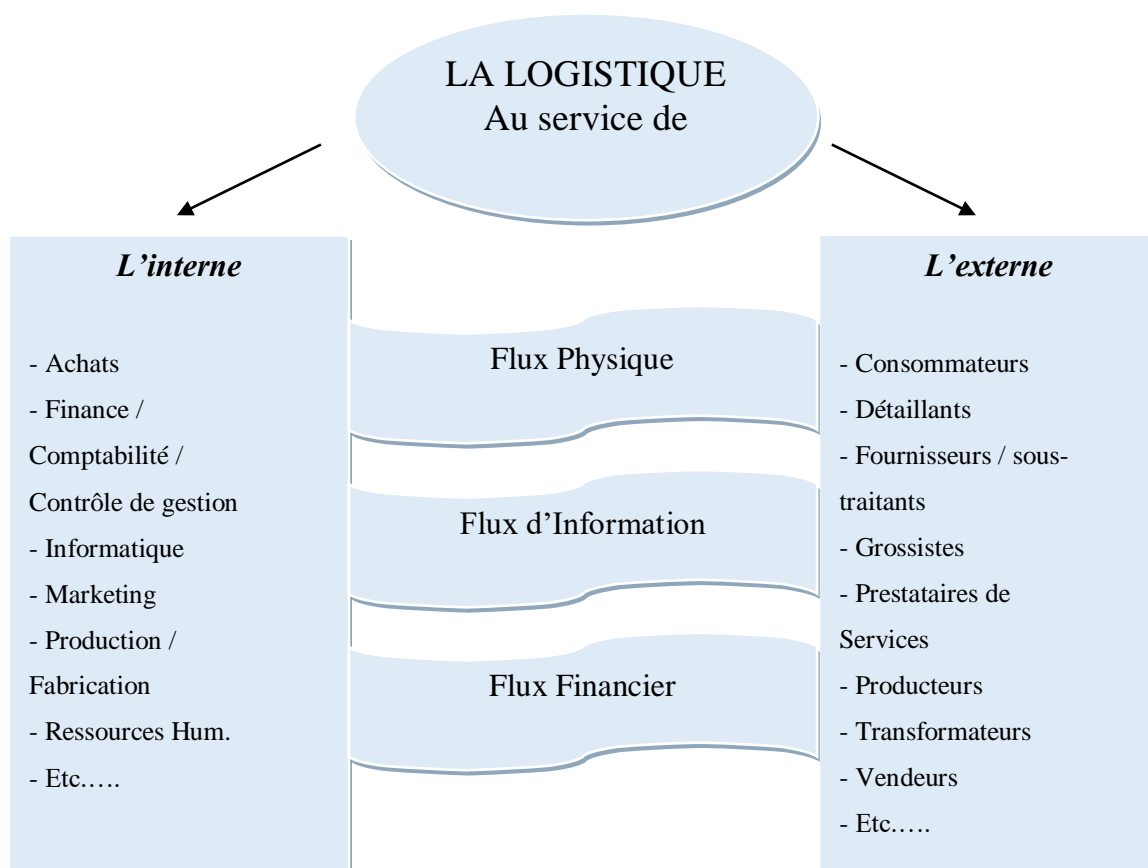 LA LOGISTIQUE
Au service de
L’interne
- Achats
- Finance /
Comptabilité /
Contrôle de gestion
- Informatique
- Marketing
- Production /
Fabrication
- Ressources Hum.
- Etc.….
Flux Physique
Flux d’Information
Flux Financier
L’externe
- Consommateurs
- Détaillants
- Fournisseurs / sous-
traitants
- Grossistes
- Prestataires de
Services
- Producteurs
- Transformateurs
- Vendeurs
- Etc.….